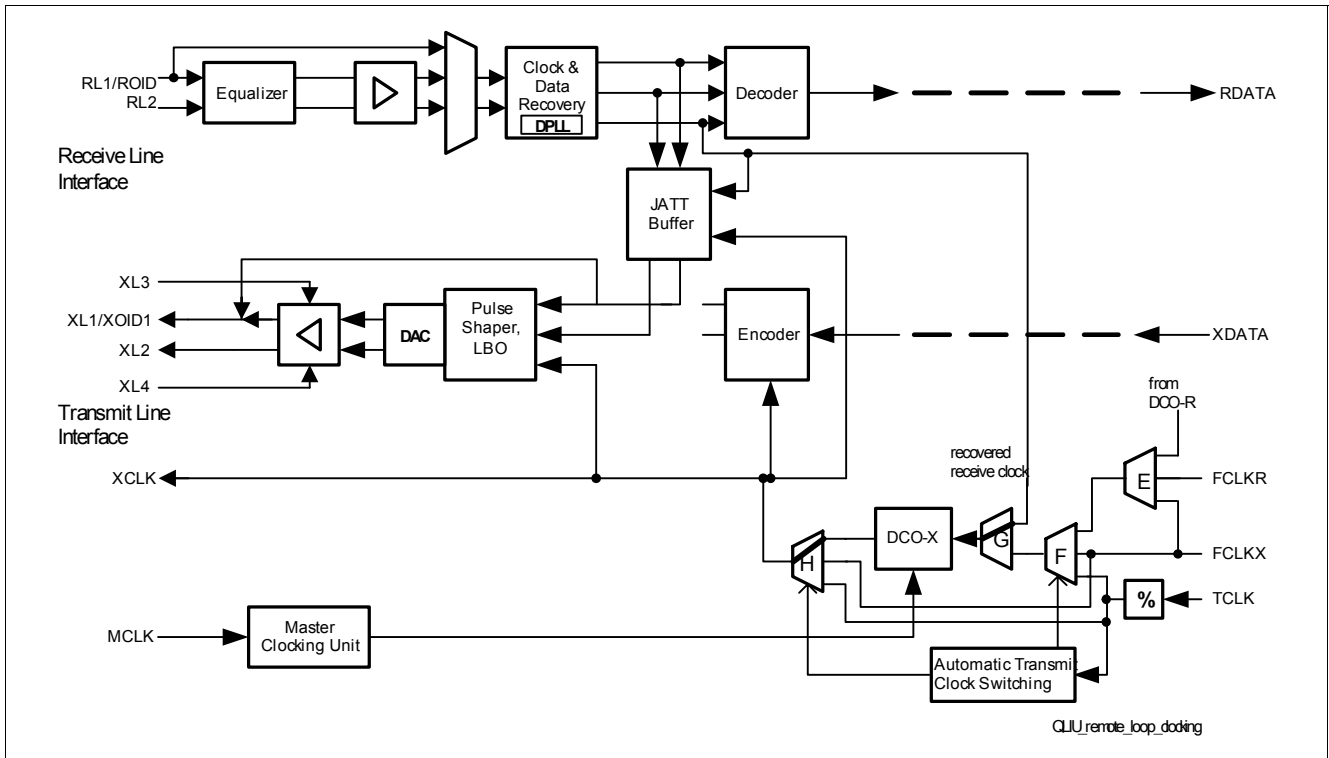 RL1/ROID
RL2
Equalizer
Clock &
Data
Recovery
DPLL
Decoder
RDATA
Receive Line
Interface
JATT
Buffer
XL3
XL1/XOID1
XL2
XL4
DAC
Pulse
Shaper,
LBO
Encoder
XDATA
Transmit Line
Interface
from
DCO-R
XCLK
recovered
receive clock
E
FCLKR
DCO-X
G
F
H
FCLKX
%
TCLK
MCLK
Master
Clocking Unit
Automatic Transmit
Clock Switching
QLIU_remote_loop_clocking